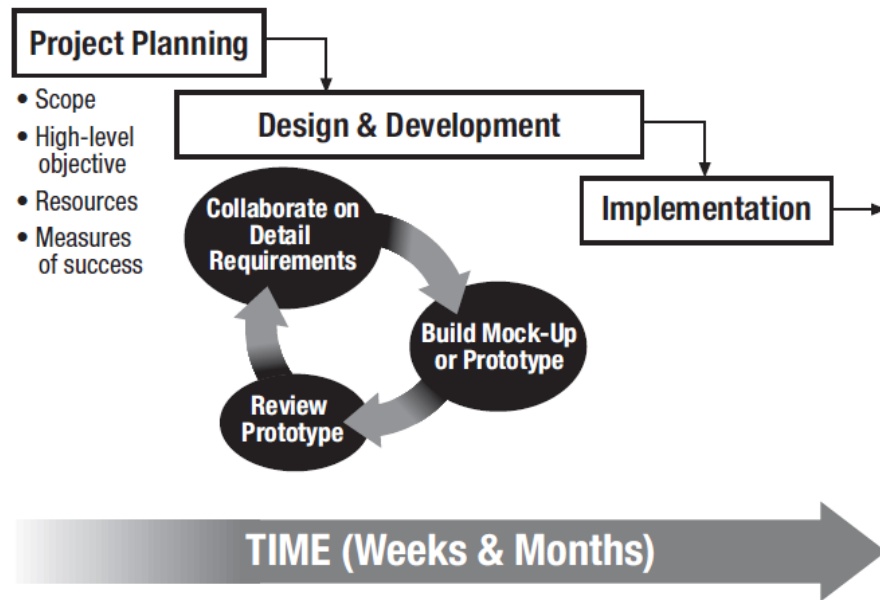 Project Planning
• Scope
• High-level
objective
• Resources
• Measures
of success
Design & Development
Implementation
Collaborate on
Detail
Requirements
Build Mock-Up
or Prototype
Review
Prototype
TIME (Weeks & Months)